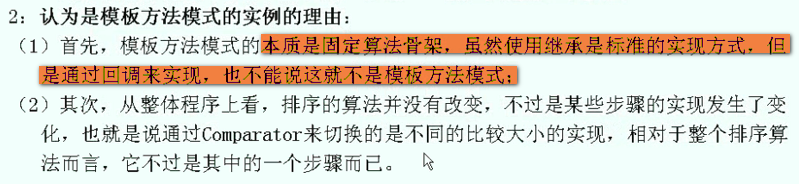 2：认为是模板方法模式的实例的理由：
（1）首先，模板方法模式的本质是固定算法骨架，虽然使用继承是标准的实现方式，但
是通过回调来实现，也不能说这就不是模板方法模式；
（2）其次，从整体程序上看，排序的算法并没有改变，不过是某些步骤的实现发生了变
化，也就是说通过Comparator来切换的是不同的比较大小的实现，相对于整个排序算
法而言，它不过是其中的一个步骤而已。